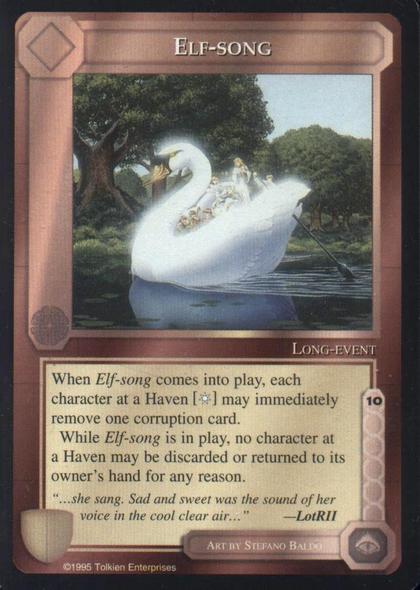 ELF-SONG
LONG-EVENT
When Elf-song comes into play, each
character at a Haven [☼] may immediately
remove one corruption card.
While Elf-song is in play, no character at
a Haven may be discarded or returned to its
owner's hand for any reason.
"...she sang. Sad and sweet was the sound of her
voice in the cool clear air..." —LotRII
10
ART BY STEFANO BALDO
©1995 Tolkien Enterprises